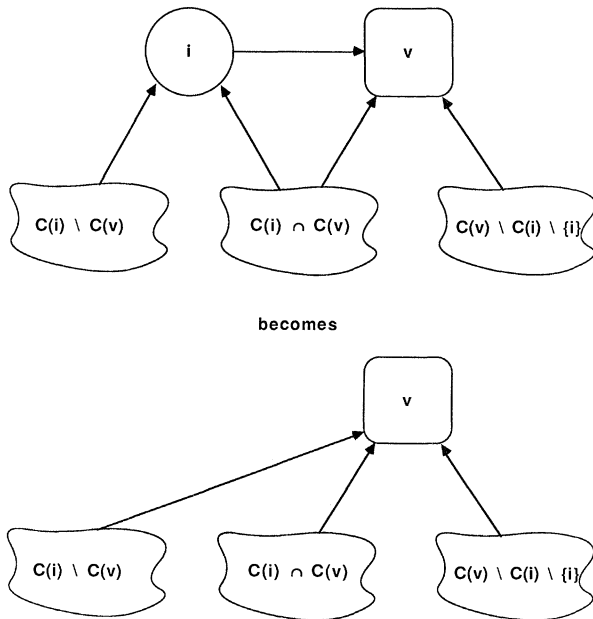 i v
C(i) \ C(v) C(i) ∩ C(v) C(v) \ C(i) \ {i}
becomes
v
C(i) \ C(v) C(i) ∩ C(v) C(v) \ C(i) \ {i}